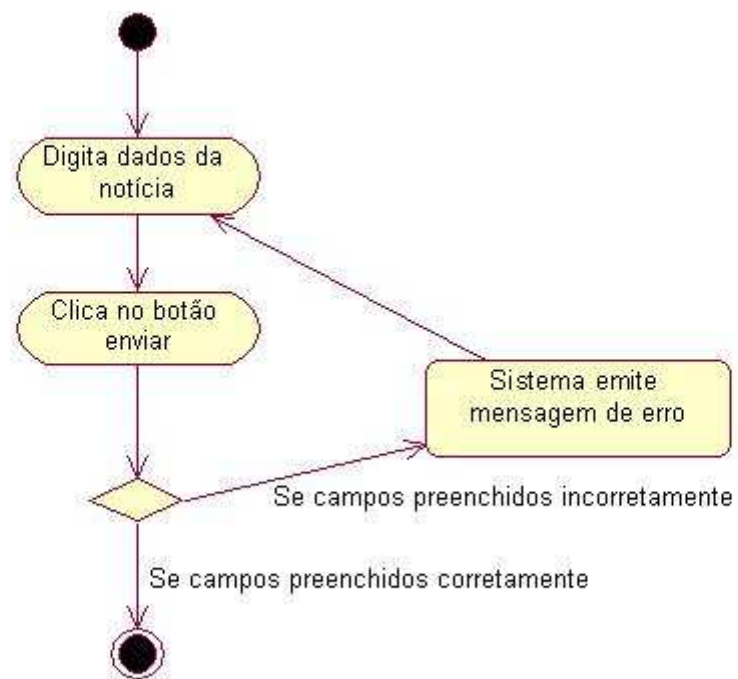 Digita dados da
notícia
Clica no botão
enviar
Sistema emite
mensagem de erro
Se campos preenchidos incorretamente
Se campos preenchidos corretamente